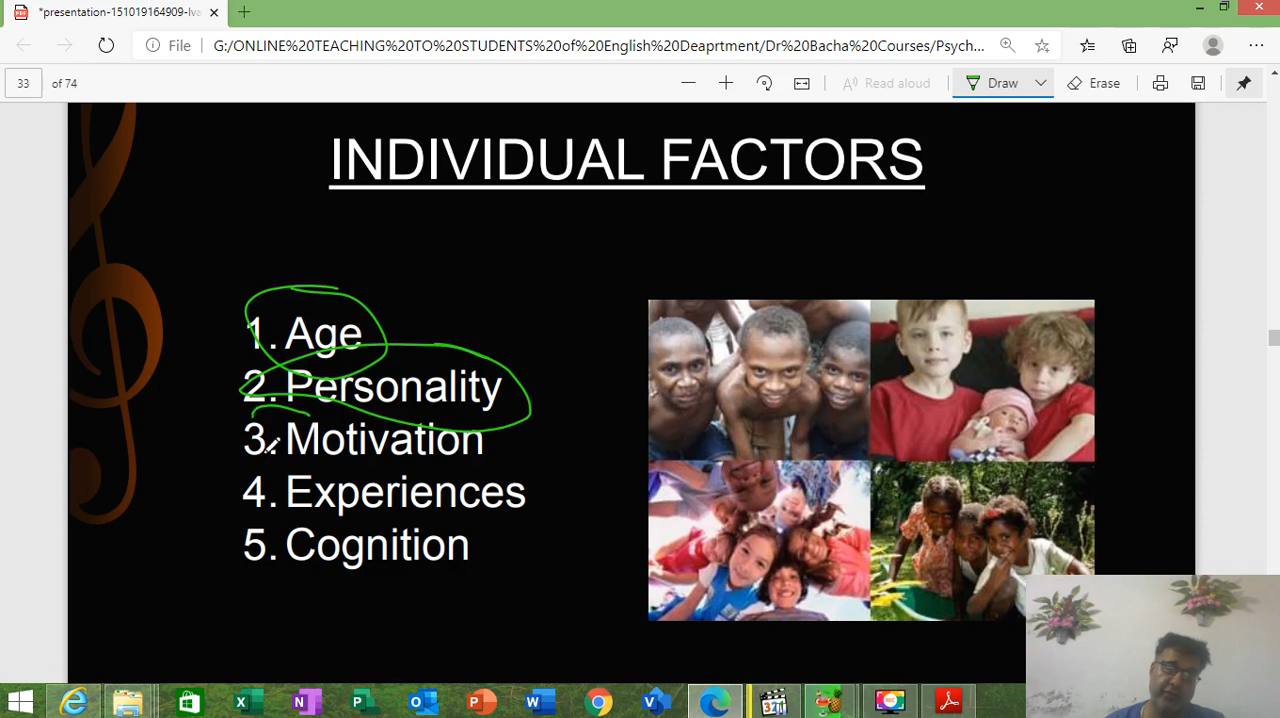 *presentation-151019164909-lva
File
G:/ONLINE%20TEACHING%20TO%20STUDENTS%20of%20English%20Deaprtment/Dr%20Bacha%20Courses/Psych...
33 of 74
Read aloud
Draw
Erase
INDIVIDUAL FACTORS
1. Age
2. Personality
3. Motivation
4. Experiences
5. Cognition